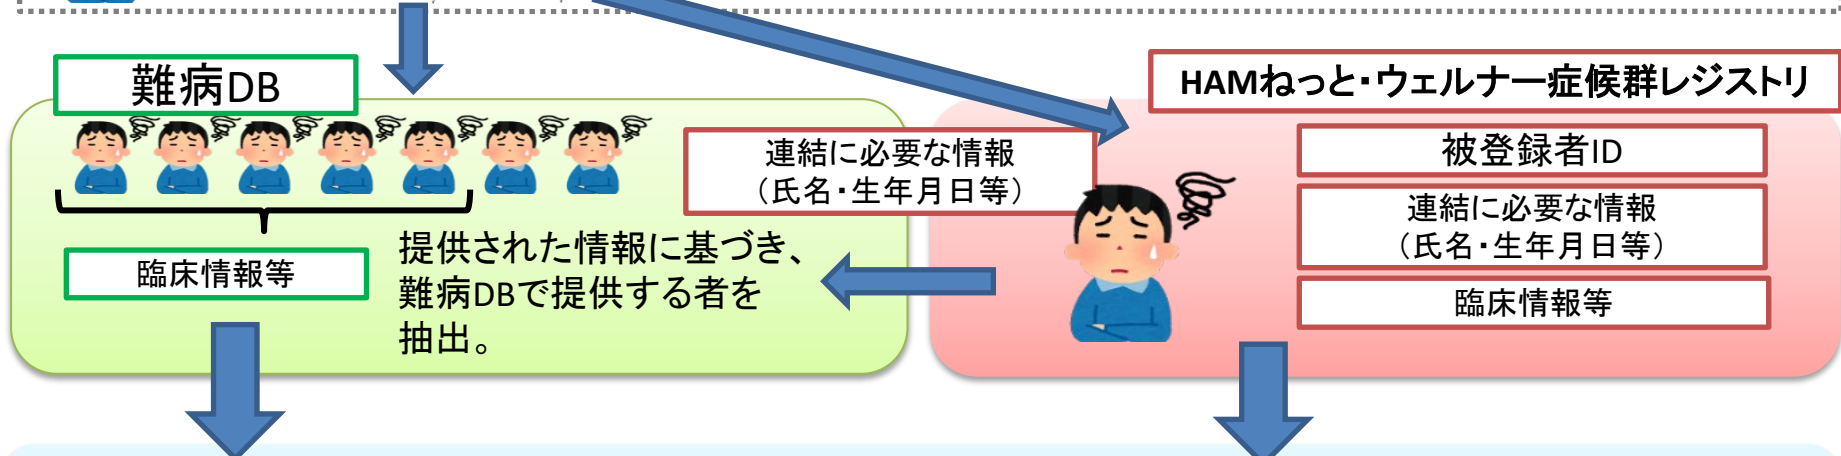 難病DB
HAMねっと・ウェルナー症候群レジストリ
連結に必要な情報
（氏名・生年月日等）
被登録者ID
連結に必要な情報
（氏名・生年月日等）
臨床情報等
臨床情報等
提供された情報に基づき、
難病DBで提供する者を
抽出。